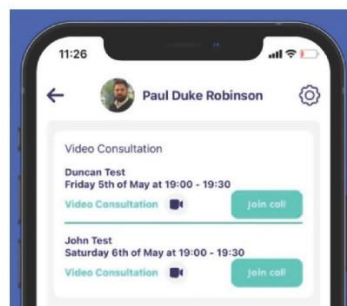 11:26
Paul Duke Robinson
Video Consultation
Duncan Test
Friday 5th of May at 19:00 - 19:30
Video Consultation
Join call
John Test
Saturday 6th of May at 19:00 - 19:30
Video Consultation
Join call